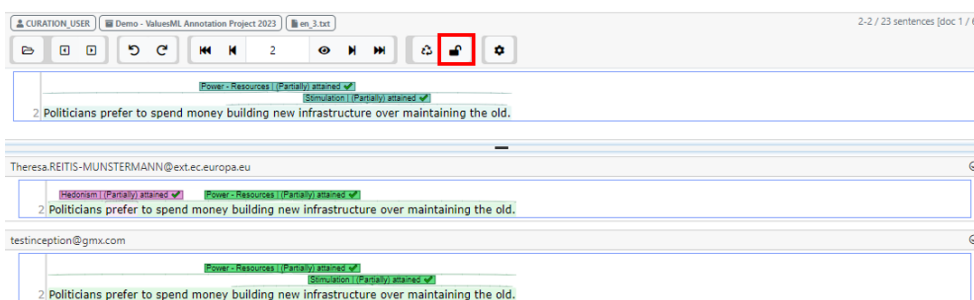 CURATION_USER Demo - ValuesML Annotation Project 2023 en_3.txt 2-2 / 23 sentences [doc 1 / 6
2
Power - Resources | (Partially) attained ✔
Stimulation | (Partially) attained ✔
2 Politicians prefer to spend money building new infrastructure over maintaining the old.
Theresa.REITIS-MUNSTERMANN@ext.ec.europa.eu
Hedonism | (Partially) attained ✔ Power - Resources | (Partially) attained ✔
2 Politicians prefer to spend money building new infrastructure over maintaining the old.
testinception@gmx.com
Power - Resources | (Partially) attained ✔
Stimulation | (Partially) attained ✔
2 Politicians prefer to spend money building new infrastructure over maintaining the old.